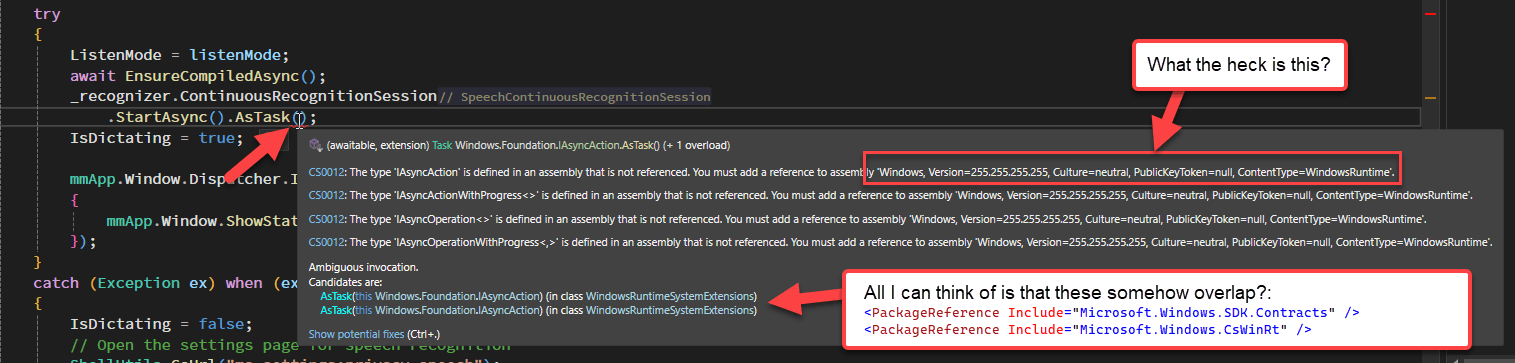 try
{
ListenMode = listenMode;
await EnsureCompiledAsync();
_recognizer.ContinuousRecognitionSession // SpeechContinuousRecognitionSession
.StartAsync().AsTask();
IsDictating = true;
What the heck is this?
(awaitable, extension) Task Windows.Foundation.IAsyncAction.AsTask() (+ 1 overload)
CS0012: The type 'IAsyncAction' is defined in an assembly that is not referenced. You must add a reference to assembly 'Windows, Version=255.255.255.255, Culture=neutral, PublicKeyToken=null, ContentType=WindowsRuntime'.
mmApp.Window.Dispatcher.I
CS0012: The type 'IAsyncActionWithProgress<>' is defined in an assembly that is not referenced. You must add a reference to assembly 'Windows, Version=255.255.255.255, Culture=neutral, PublicKeyToken=null, ContentType=WindowsRuntime'.
{
mmApp.Window.ShowStat
CS0012: The type 'IAsyncOperation<>' is defined in an assembly that is not referenced. You must add a reference to assembly 'Windows, Version=255.255.255.255, Culture=neutral, PublicKeyToken=null, ContentType=WindowsRuntime'.
});
CS0012: The type 'IAsyncOperationWithProgress<,>' is defined in an assembly that is not referenced. You must add a reference to assembly 'Windows, Version=255.255.255.255, Culture=neutral, PublicKeyToken=null, ContentType=WindowsRuntime'.
}
Ambiguous invocation.
catch (Exception ex) when (ex
Candidates are:
AsTask(this Windows.Foundation.IAsyncAction) (in class WindowsRuntimeSystemExtensions)
AsTask(this Windows.Foundation.IAsyncAction) (in class WindowsRuntimeSystemExtensions)
{
IsDictating = false;
Show potential fixes (Ctrl+.)
All I can think of is that these somehow overlap?:
<PackageReference Include="Microsoft.Windows.SDK.Contracts" />
<PackageReference Include="Microsoft.Windows.CsWinRt" />
// Open the settings page for speech recognition